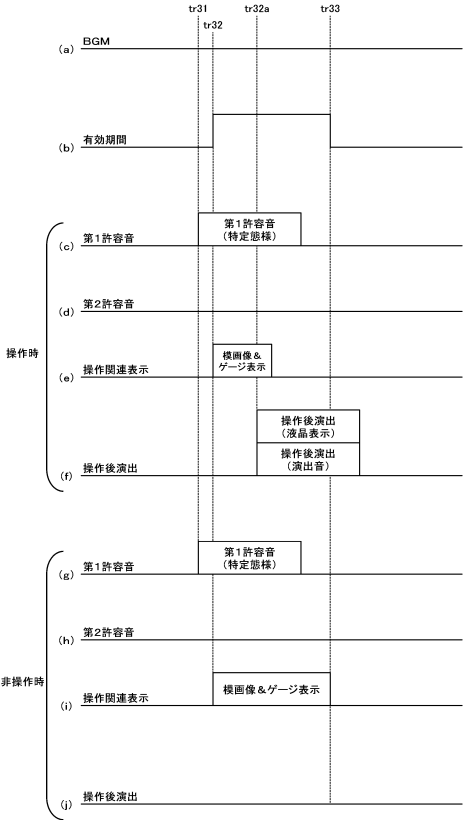 tr31
tr32
tr32a
tr33
(a) BGM
(b) 有効期間
操作時
(c) 第1許容音
第1許容音
(特定態様)
(d) 第2許容音
(e) 操作関連表示
模画像&
ゲージ表示
(f) 操作後演出
操作後演出
(液晶表示)
操作後演出
(演出音)
非操作時
(g) 第1許容音
第1許容音
(特定態様)
(h) 第2許容音
(i) 操作関連表示
模画像&ゲージ表示
(j) 操作後演出